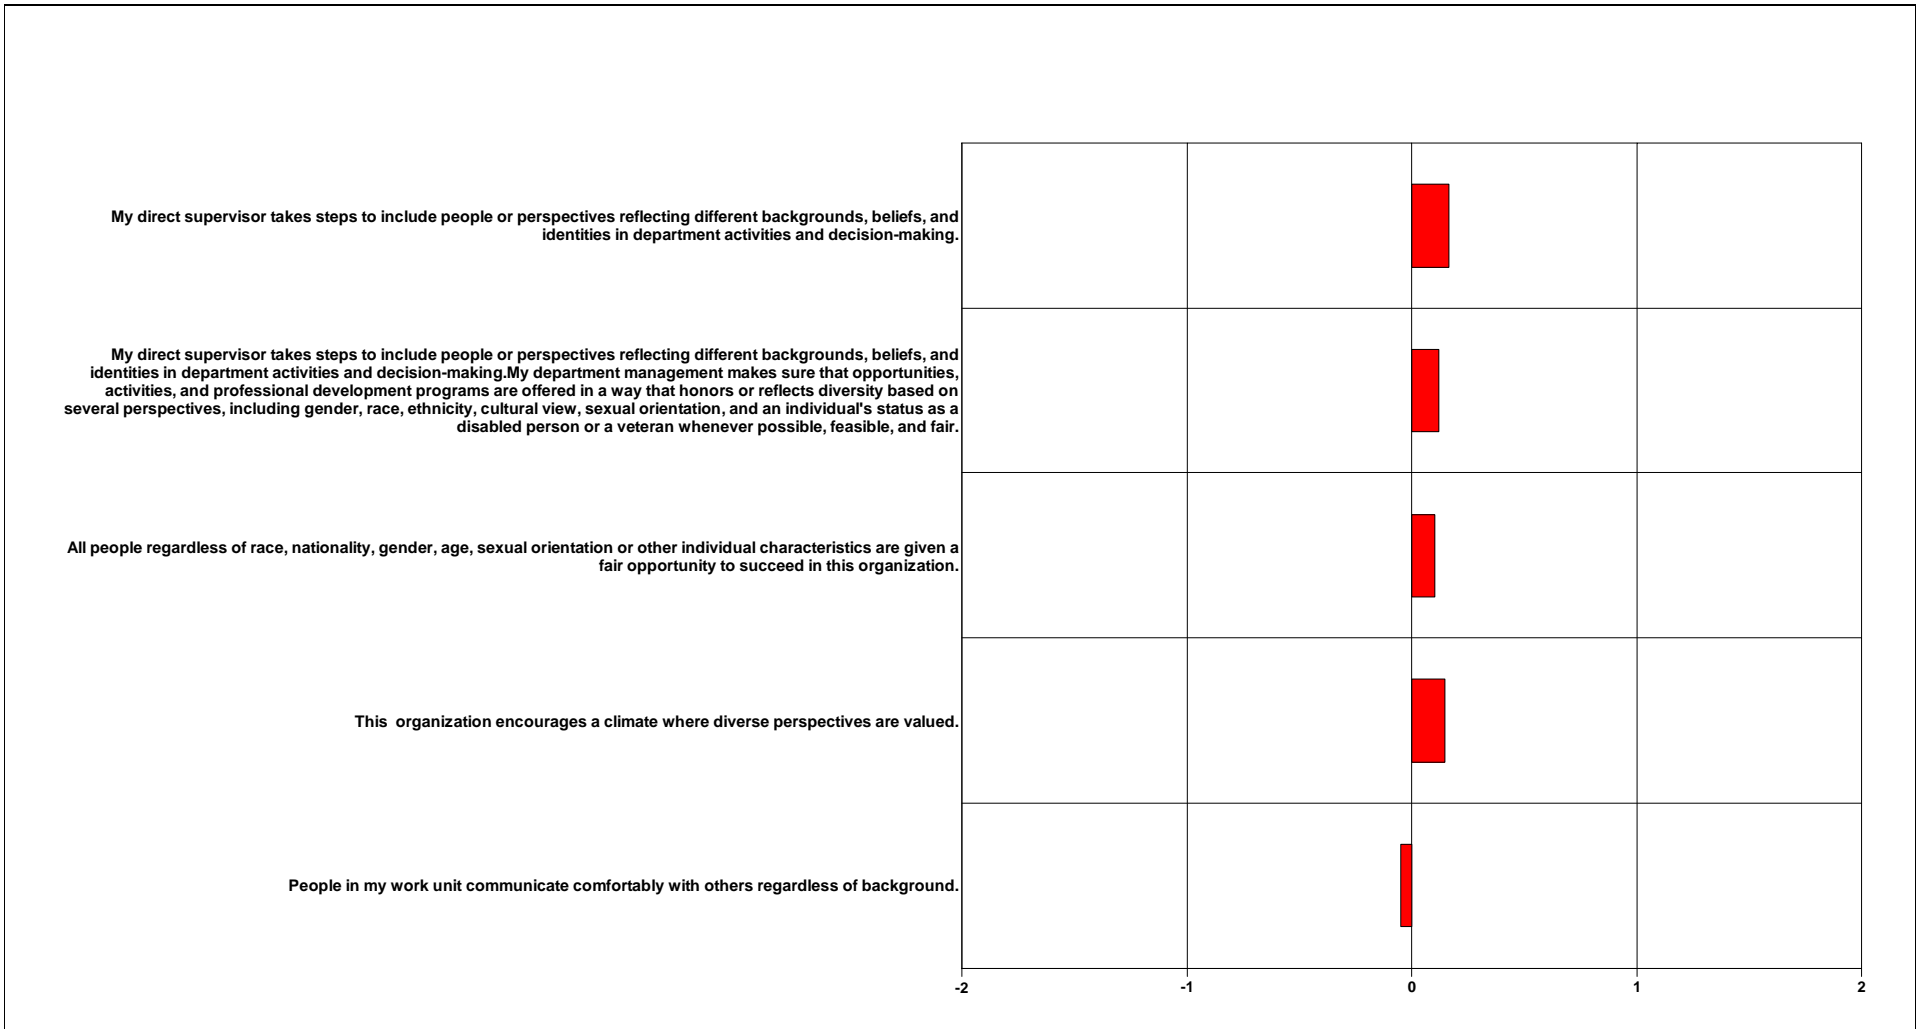 My direct supervisor takes steps to include people or perspectives reflecting different backgrounds, beliefs, and
identities in department activities and decision-making.
My direct supervisor takes steps to include people or perspectives reflecting different backgrounds, beliefs, and
identities in department activities and decision-making.My department management makes sure that opportunities,
activities, and professional development programs are offered in a way that honors or reflects diversity based on
several perspectives, including gender, race, ethnicity, cultural view, sexual orientation, and an individual's status as a
disabled person or a veteran whenever possible, feasible, and fair.
All people regardless of race, nationality, gender, age, sexual orientation or other individual characteristics are given a
fair opportunity to succeed in this organization.
This  organization encourages a climate where diverse perspectives are valued.
People in my work unit communicate comfortably with others regardless of background.
-2 -1 0 1 2